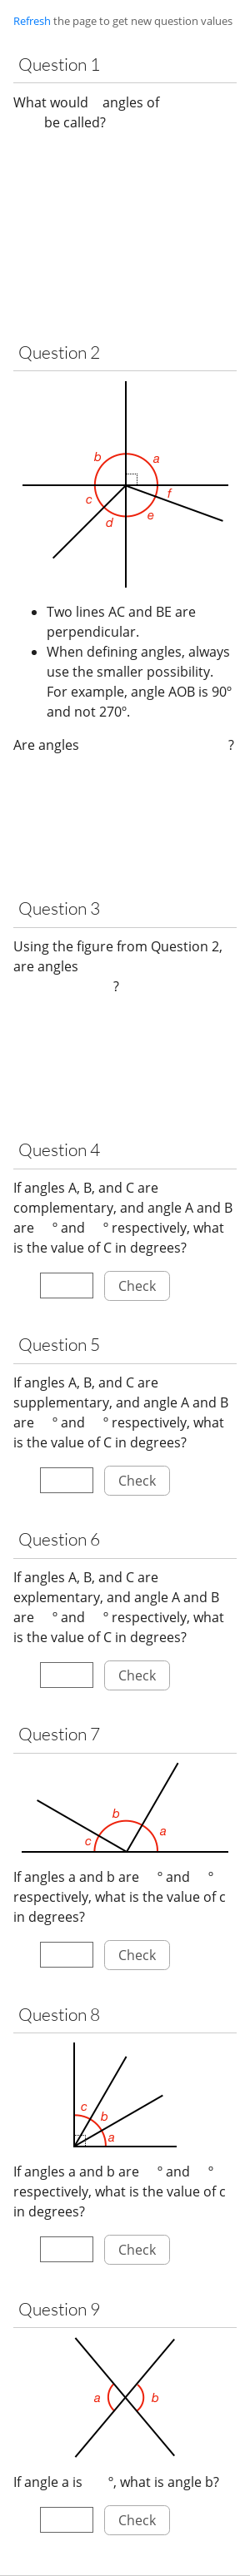 Refresh the page to get new question values
Question 1
What would angles of
be called?
Question 2
b
a
c
f
d
e
• Two lines AC and BE are
perpendicular.
• When defining angles, always
use the smaller possibility.
For example, angle AOB is 90º
and not 270º.
Are angles ?
Question 3
Using the figure from Question 2,
are angles
?
Question 4
If angles A, B, and C are
complementary, and angle A and B
are º and º respectively, what
is the value of C in degrees?
Check
Question 5
If angles A, B, and C are
supplementary, and angle A and B
are º and º respectively, what
is the value of C in degrees?
Check
Question 6
If angles A, B, and C are
explementary, and angle A and B
are º and º respectively, what
is the value of C in degrees?
Check
Question 7
b
a
c
If angles a and b are º and º
respectively, what is the value of c
in degrees?
Check
Question 8
c
b
a
If angles a and b are º and º
respectively, what is the value of c
in degrees?
Check
Question 9
a b
If angle a is º, what is angle b?
Check